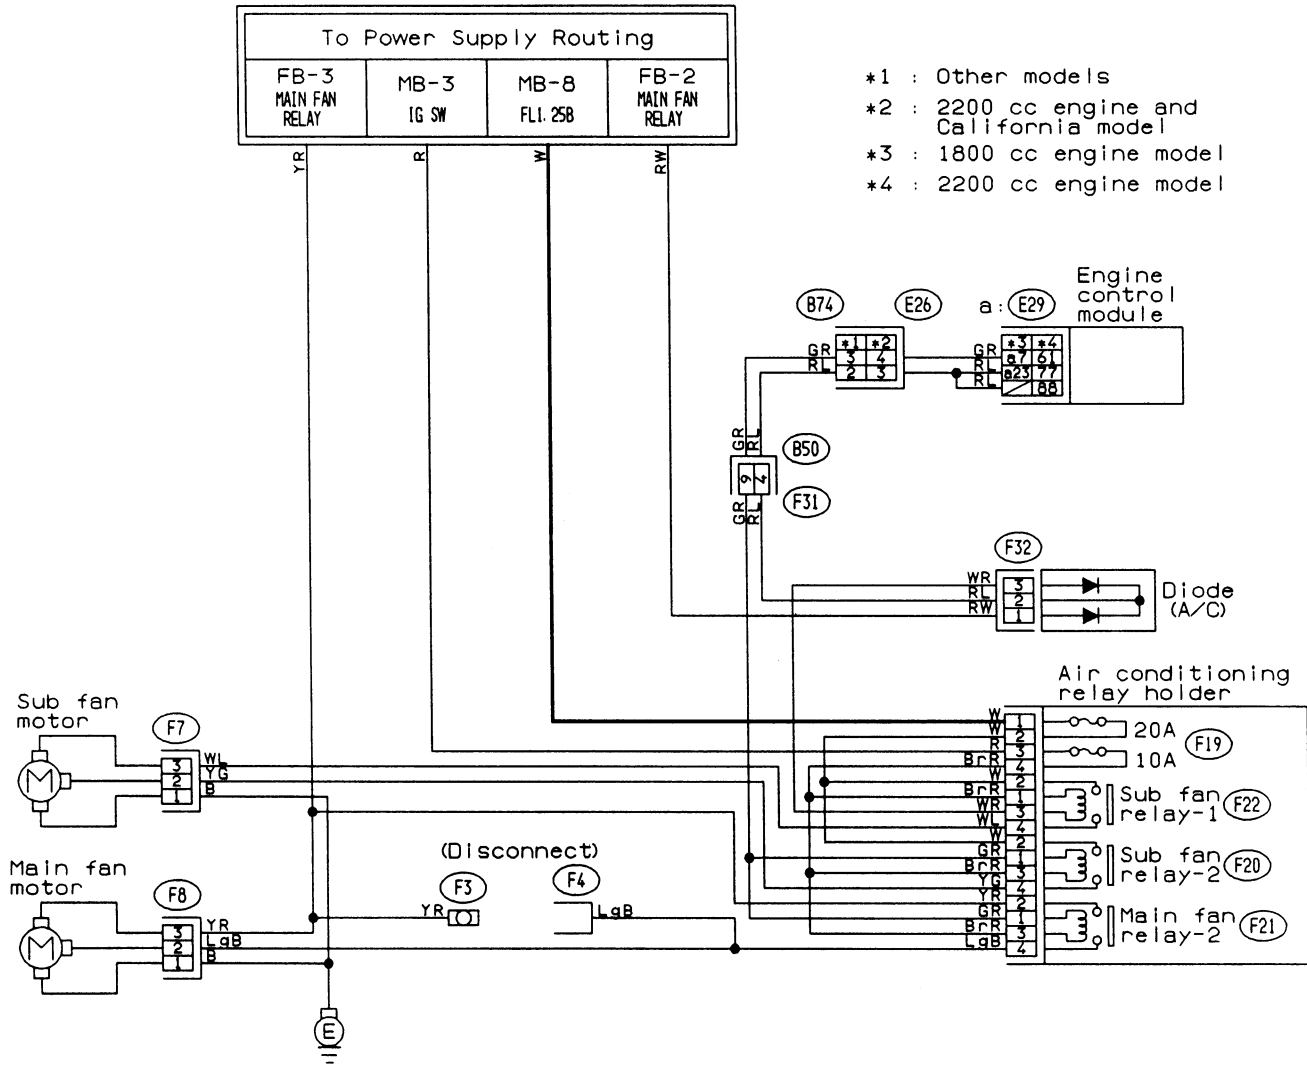 To Power Supply Routing
FB-3 MB-3 MB-8 FB-2
MAIN FAN RELAY
IG SW
FL1. 25B
MAIN FAN RELAY
YR R W RW
*1 : Other models
*2 : 2200 cc engine and
California model
*3 : 1800 cc engine model
*4 : 2200 cc engine model
Engine
control
module
B74 E26 a: E29
*1 *2 *3 *4
GR 3 4 GR a7 61
RL 2 3 RL a23 77
RL 88
GR RL
B50
9 4
F31
GR RL
F32
WR 3
RL 2
RW 1
Diode
(A/C)
Air conditioning
relay holder
W 1
W 2
20A
R 3
BrR 4
10A
F19
W 2
BrR 1
WR 3
WL 4
Sub fan
relay-1
F22
W 2
GR 1
BrR 3
YG 4
Sub fan
relay-2
F20
YR 2
GR 1
BrR 3
LgB 4
Main fan
relay-2
F21
Sub fan
motor
M
F7
3 WL
2 YG
1 B
Main fan
motor
M
F8
3 YR
2 LgB
1 B
(Disconnect)
F3 F4
YR LgB
E